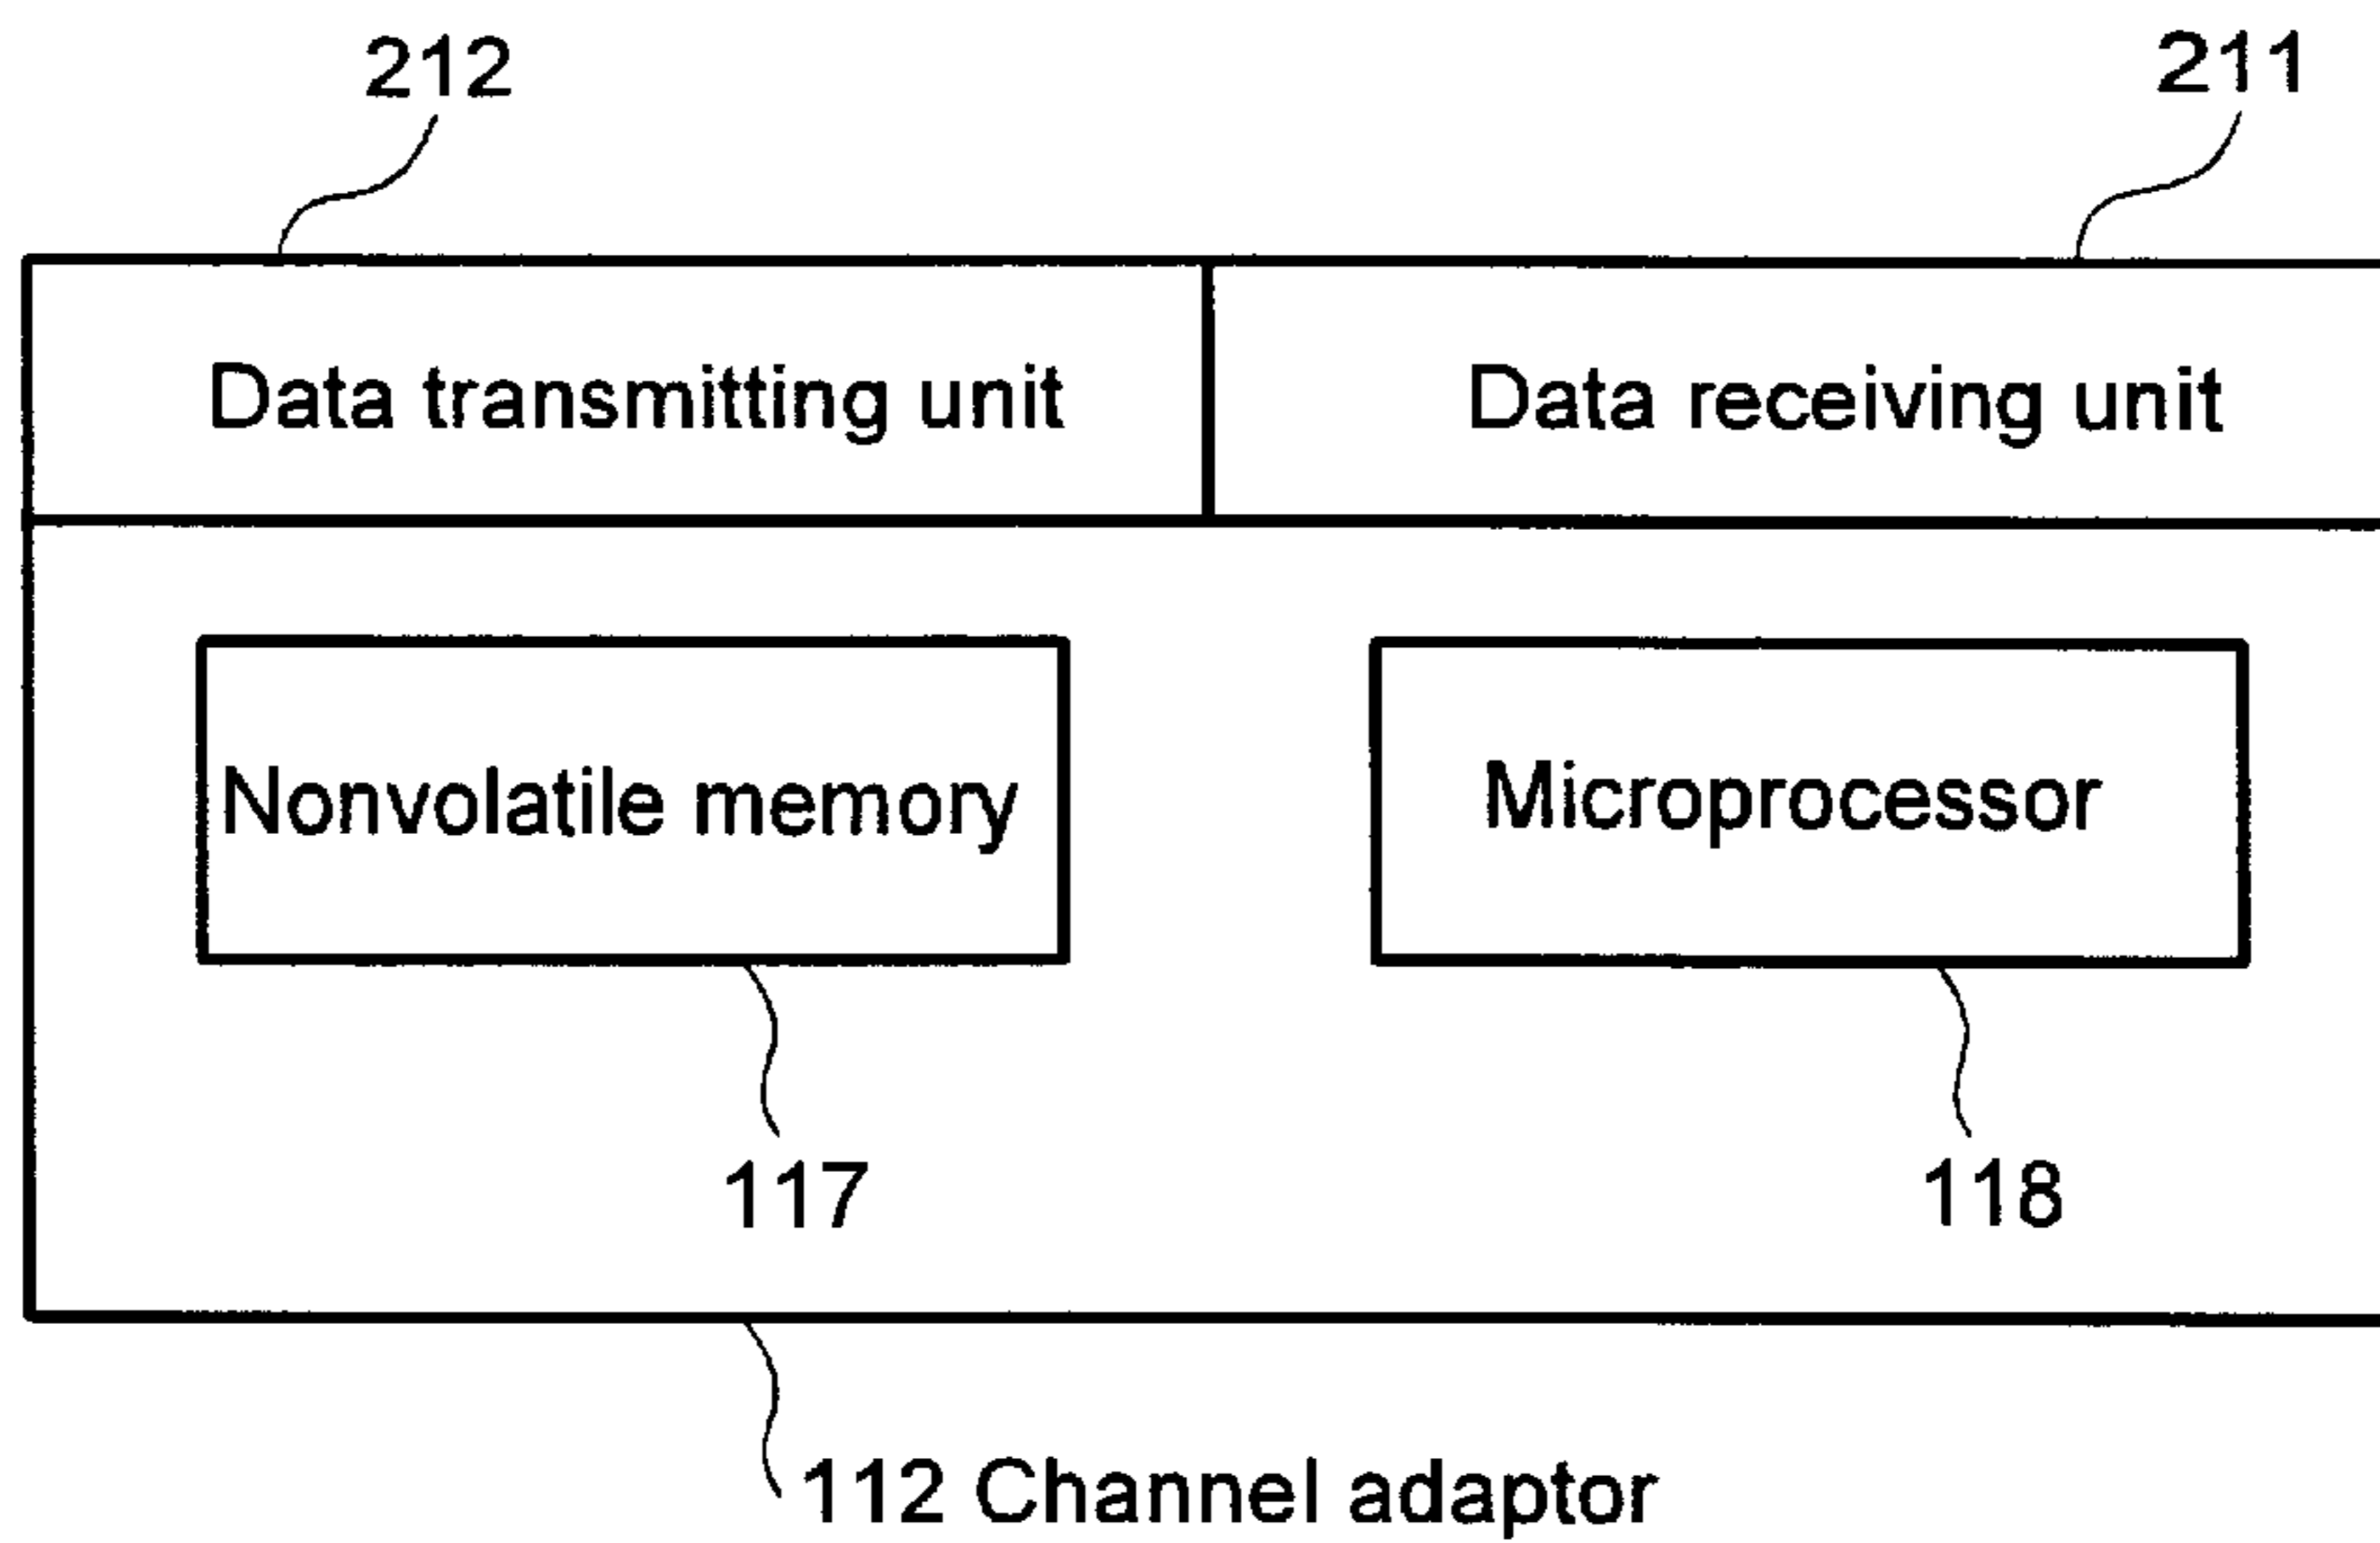 212
211
Data transmitting unit
Data receiving unit
Nonvolatile memory
Microprocessor
117
118
112 Channel adaptor